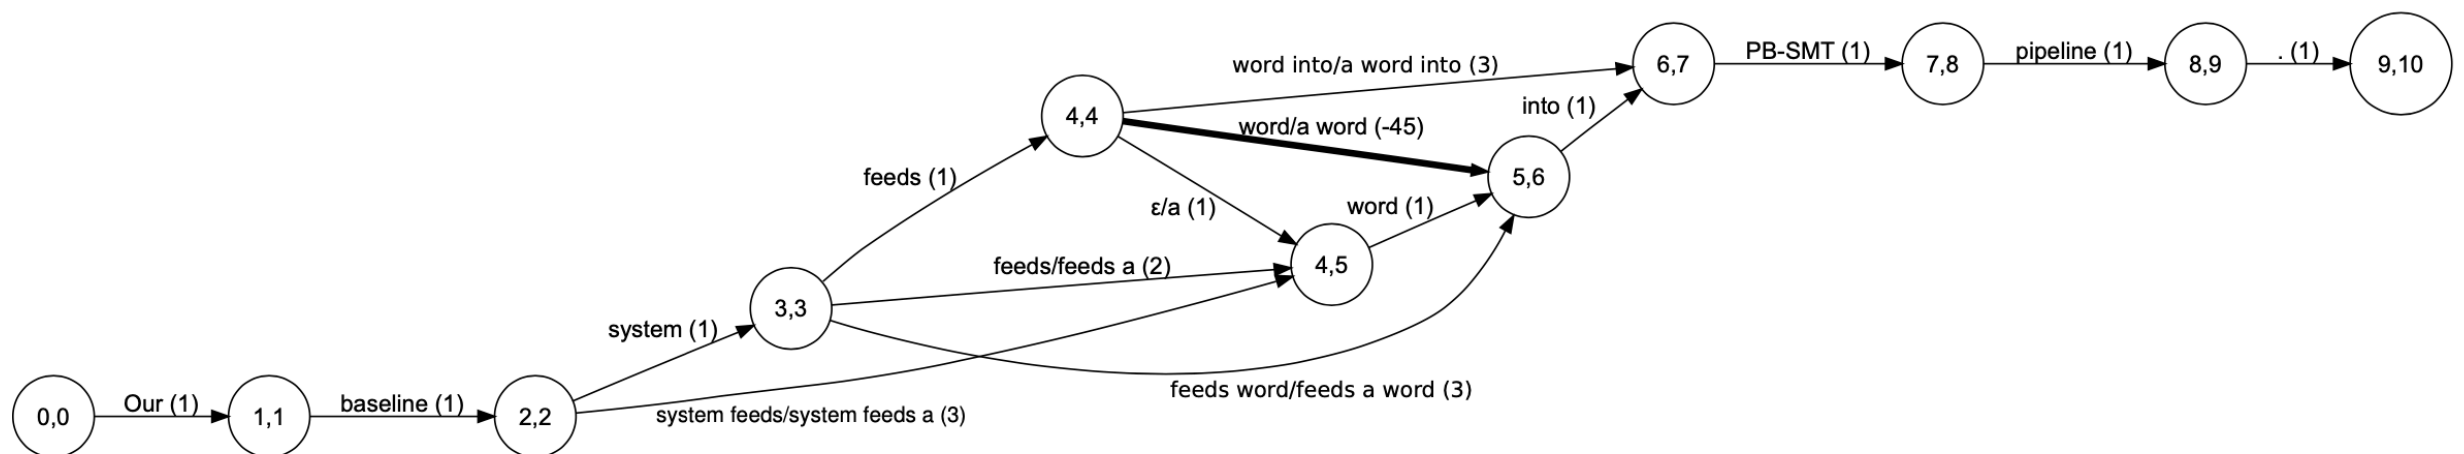 0,0
Our (1)
1,1
baseline (1)
2,2
system (1)
system feeds/system feeds a (3)
3,3
feeds (1)
feeds/feeds a (2)
feeds word/feeds a word (3)
4,4
word into/a word into (3)
word/a word (-45)
ε/a (1)
4,5
word (1)
5,6
into (1)
6,7
PB-SMT (1)
7,8
pipeline (1)
8,9
. (1)
9,10